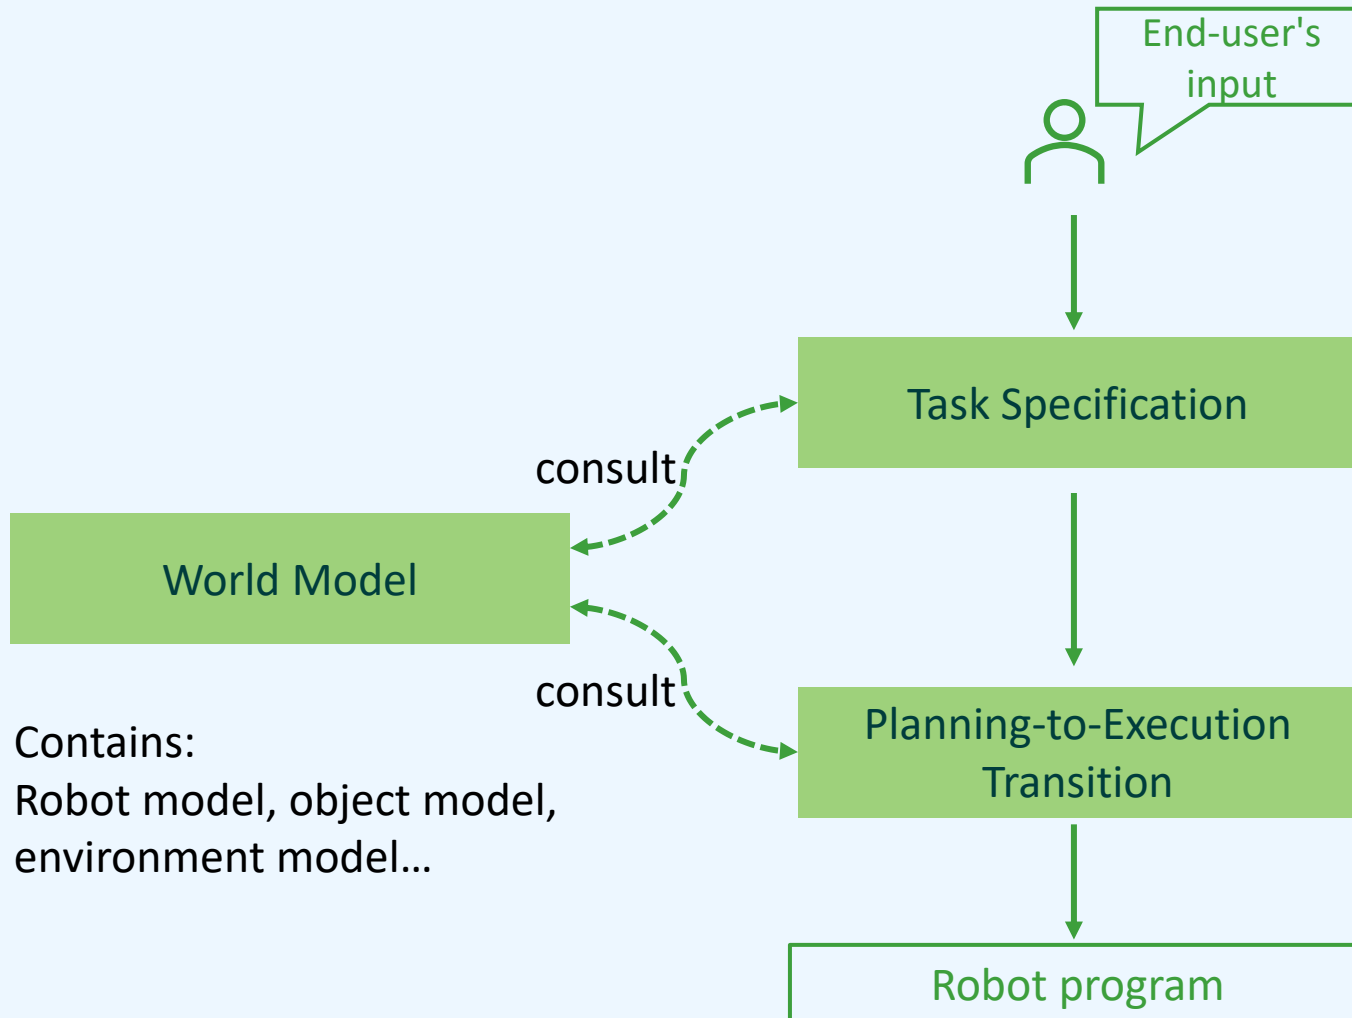 End-user's
input
Task Specification
consult
World Model
consult
Planning-to-Execution
Transition
Contains:
Robot model, object model,
environment model…
Robot program